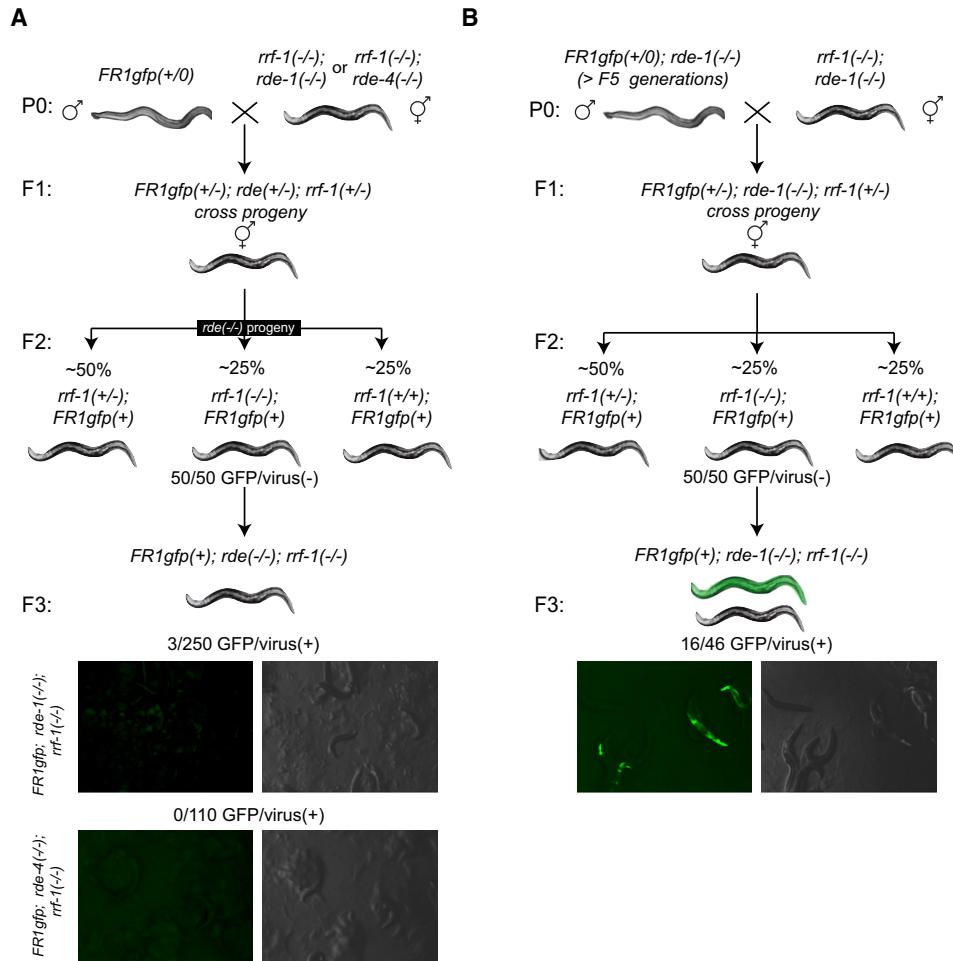 A
FR1gfp(+/0)
rrf-1(-/-);
rde-1(-/-)
or
rrf-1(-/-);
rde-4(-/-)
P0:
F1:
FR1gfp(+/-); rde(+/-); rrf-1(+/-)
cross progeny
rde(-/-) progeny
F2:
~50%
rrf-1(+/-);
FR1gfp(+)
~25%
rrf-1(-/-);
FR1gfp(+)
~25%
rrf-1(+/+);
FR1gfp(+)
50/50 GFP/virus(-)
FR1gfp(+); rde(-/-); rrf-1(-/-)
F3:
3/250 GFP/virus(+)
FR1gfp; rde-1(-/-);
rrf-1(-/-)
0/110 GFP/virus(+)
FR1gfp; rde-4(-/-);
rrf-1(-/-)
B
FR1gfp(+/0); rde-1(-/-)
(> F5 generations)
rrf-1(-/-);
rde-1(-/-)
P0:
F1:
FR1gfp(+/-); rde-1(-/-); rrf-1(+/-)
cross progeny
F2:
~50%
rrf-1(+/-);
FR1gfp(+)
~25%
rrf-1(-/-);
FR1gfp(+)
~25%
rrf-1(+/+);
FR1gfp(+)
50/50 GFP/virus(-)
FR1gfp(+); rde-1(-/-); rrf-1(-/-)
F3:
16/46 GFP/virus(+)